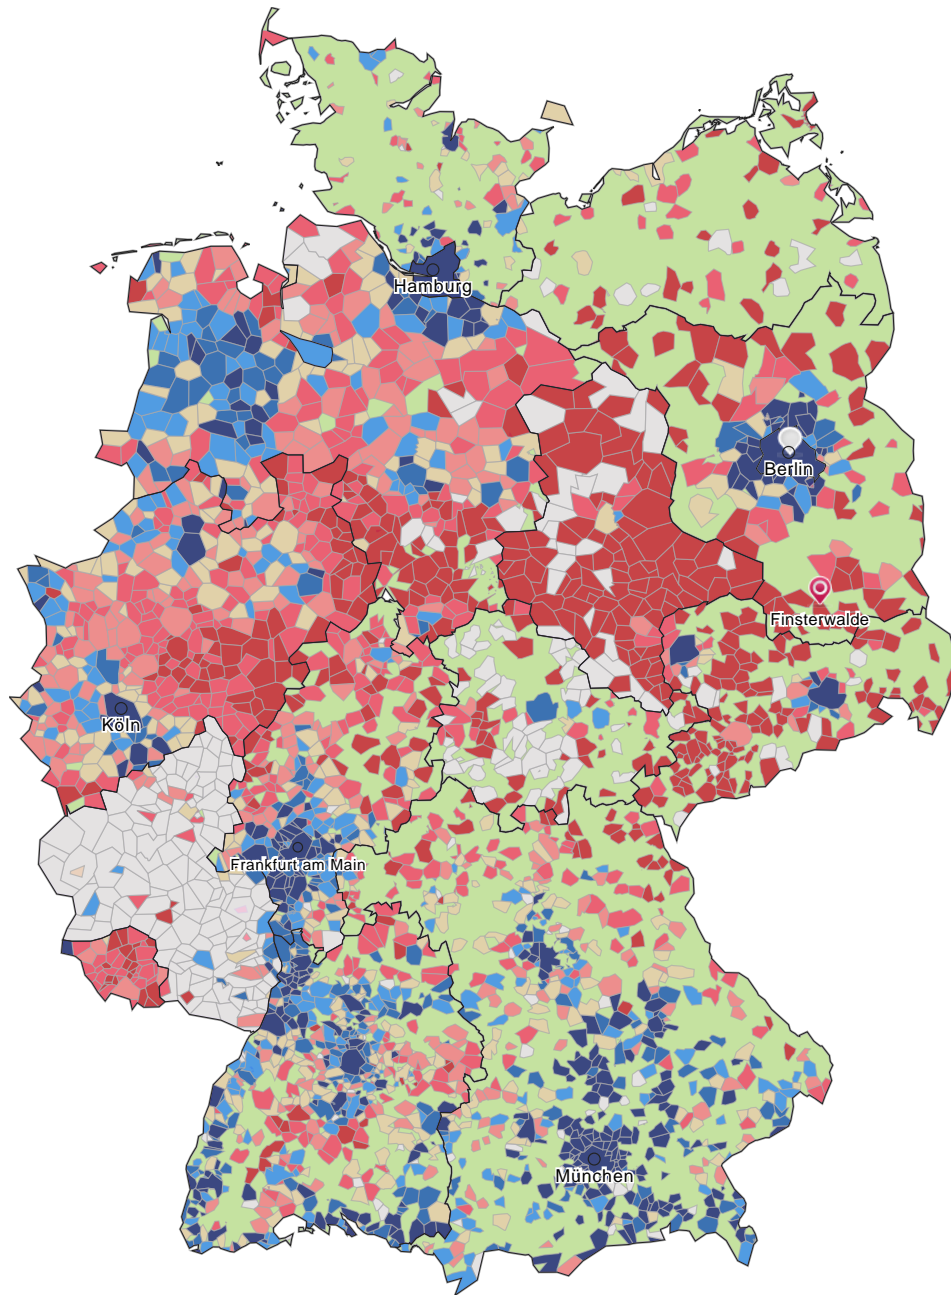 Hamburg
Berlin
Finsterwalde
Köln
Frankfurt am Main
München